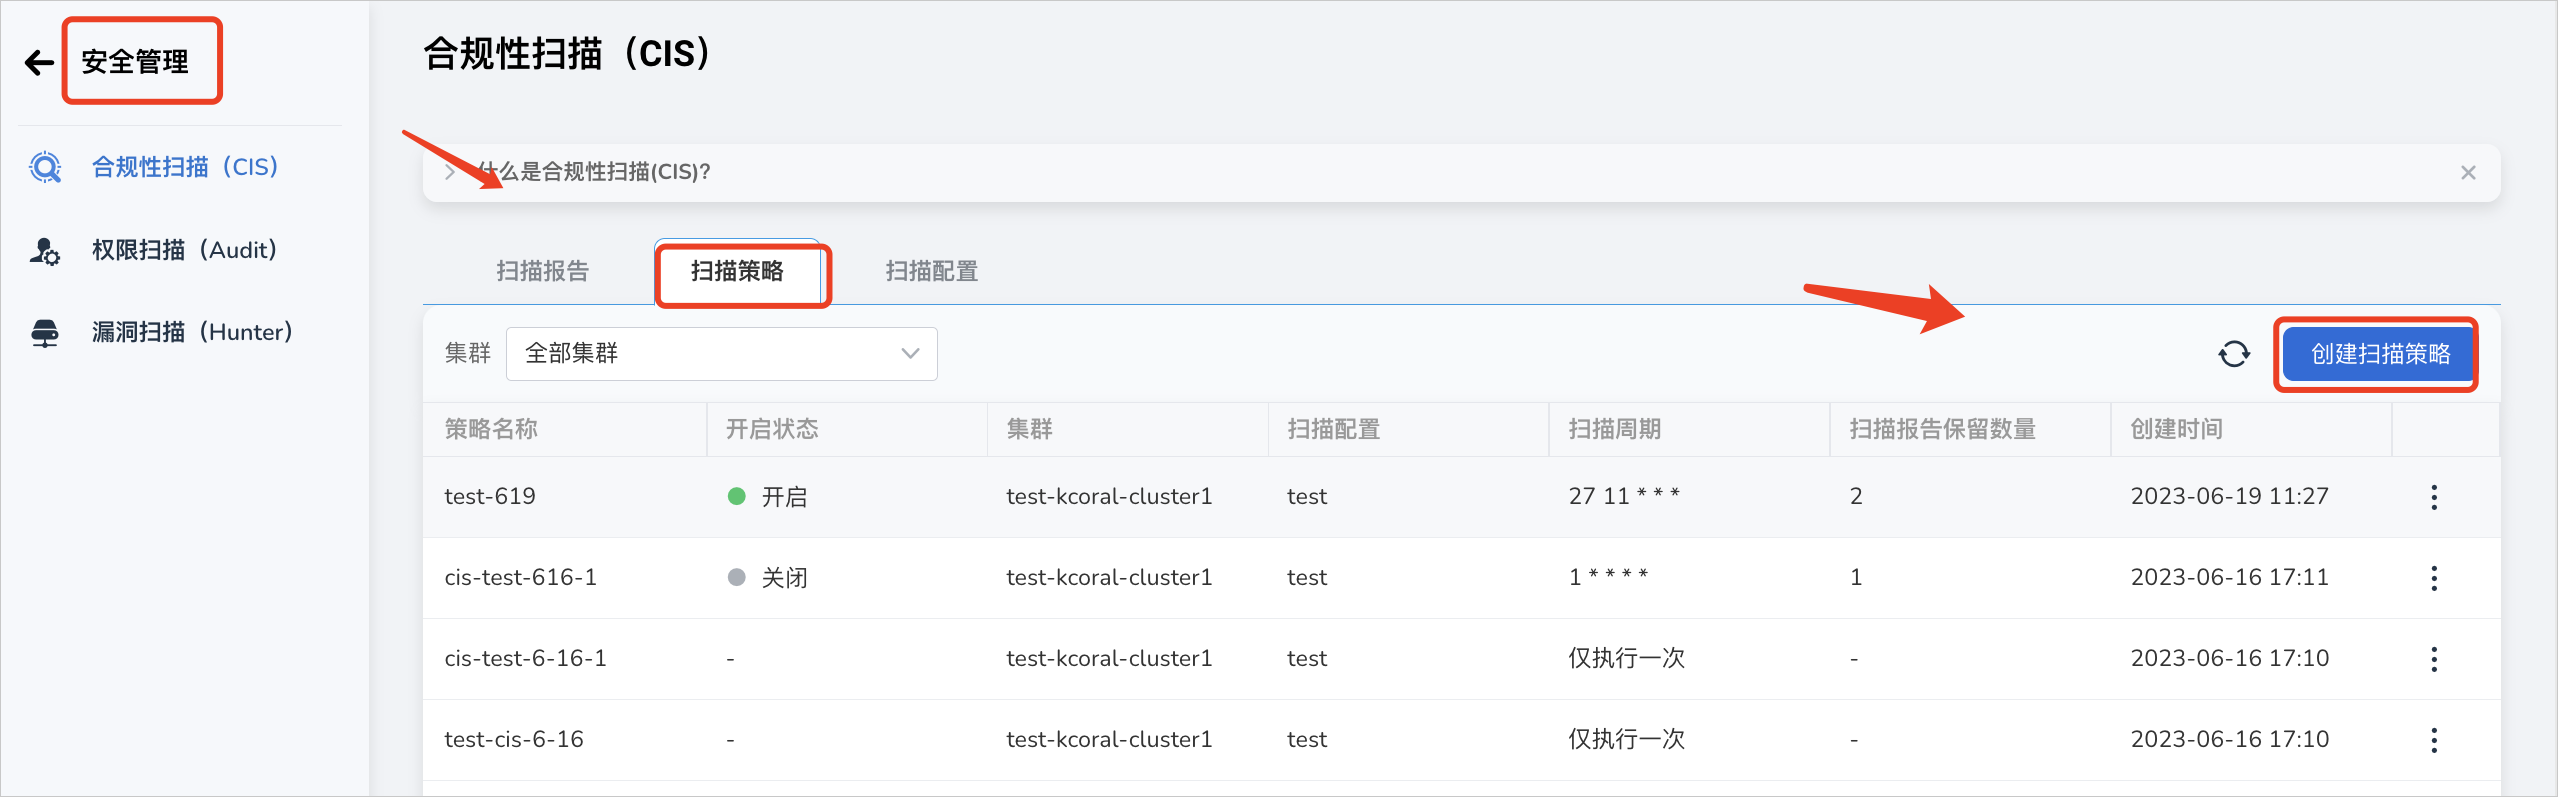 安全管理
合规性扫描（CIS）
权限扫描（Audit）
漏洞扫描（Hunter）
合规性扫描（CIS）
什么是合规性扫描(CIS)?
扫描报告 扫描策略 扫描配置
集群 全部集群 创建扫描策略
策略名称 开启状态 集群 扫描配置 扫描周期 扫描报告保留数量 创建时间
test-619 开启 test-kcoral-cluster1 test 27 11 * * * 2 2023-06-19 11:27
cis-test-616-1 关闭 test-kcoral-cluster1 test 1 * * * * 1 2023-06-16 17:11
cis-test-6-16-1 - test-kcoral-cluster1 test 仅执行一次 - 2023-06-16 17:10
test-cis-6-16 - test-kcoral-cluster1 test 仅执行一次 - 2023-06-16 17:10